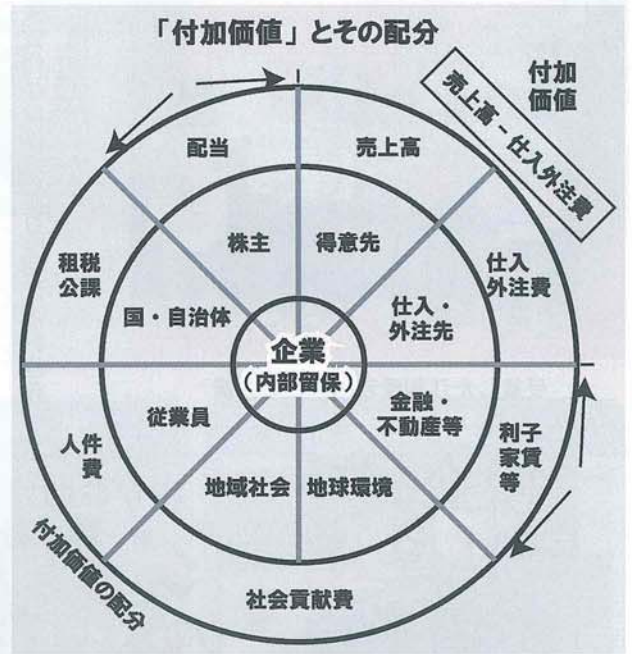 「付加価値」とその配分
付加
価値
売上高－仕入外注費
配当
売上高
株主
得意先
租税
公課
仕入
外注費
国・自治体
仕入・
外注先
企業
(内部留保)
従業員
金融・
不動産等
人件
費
利子
家賃
等
地域社会
地球環境
社会貢献費
付加価値の配分